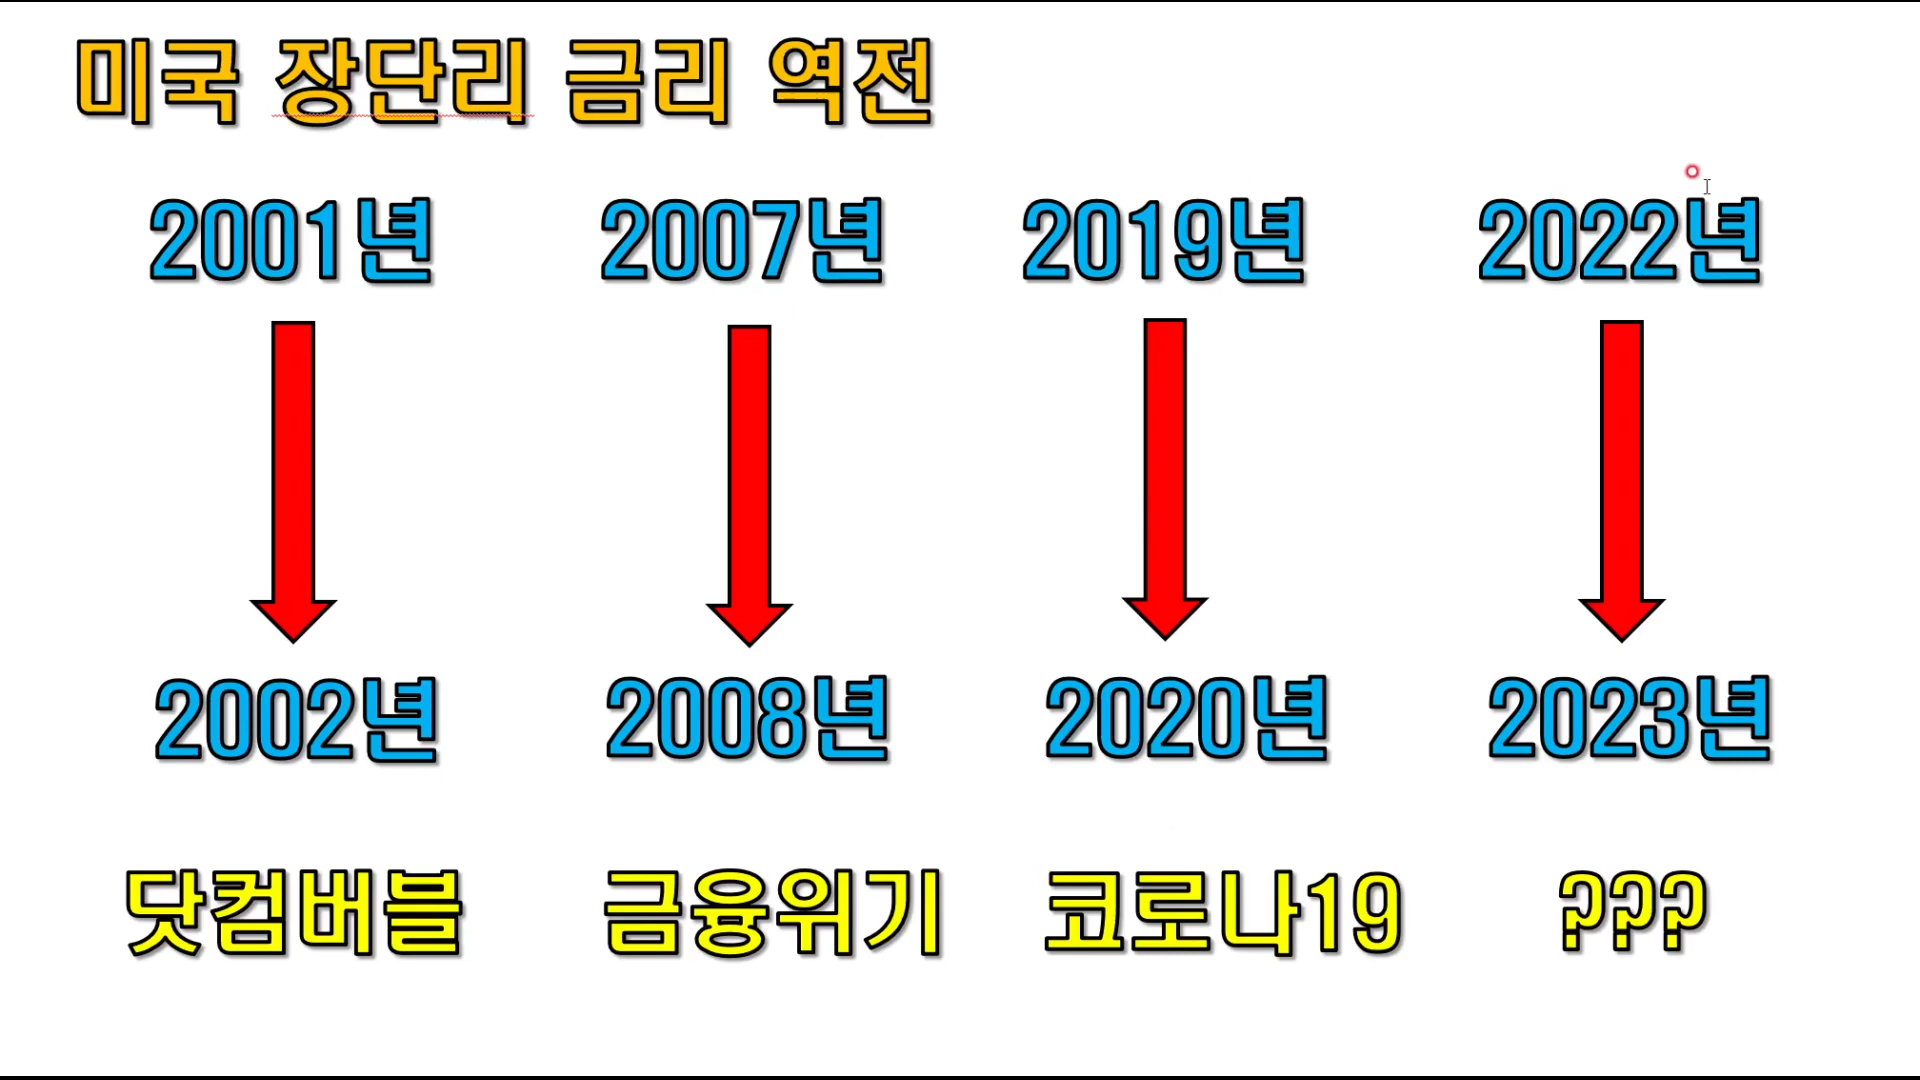 미국 장단리 금리 역전
2001년 2007년 2019년 2022년
2002년 2008년 2020년 2023년
닷컴버블 금융위기 코로나19 ???